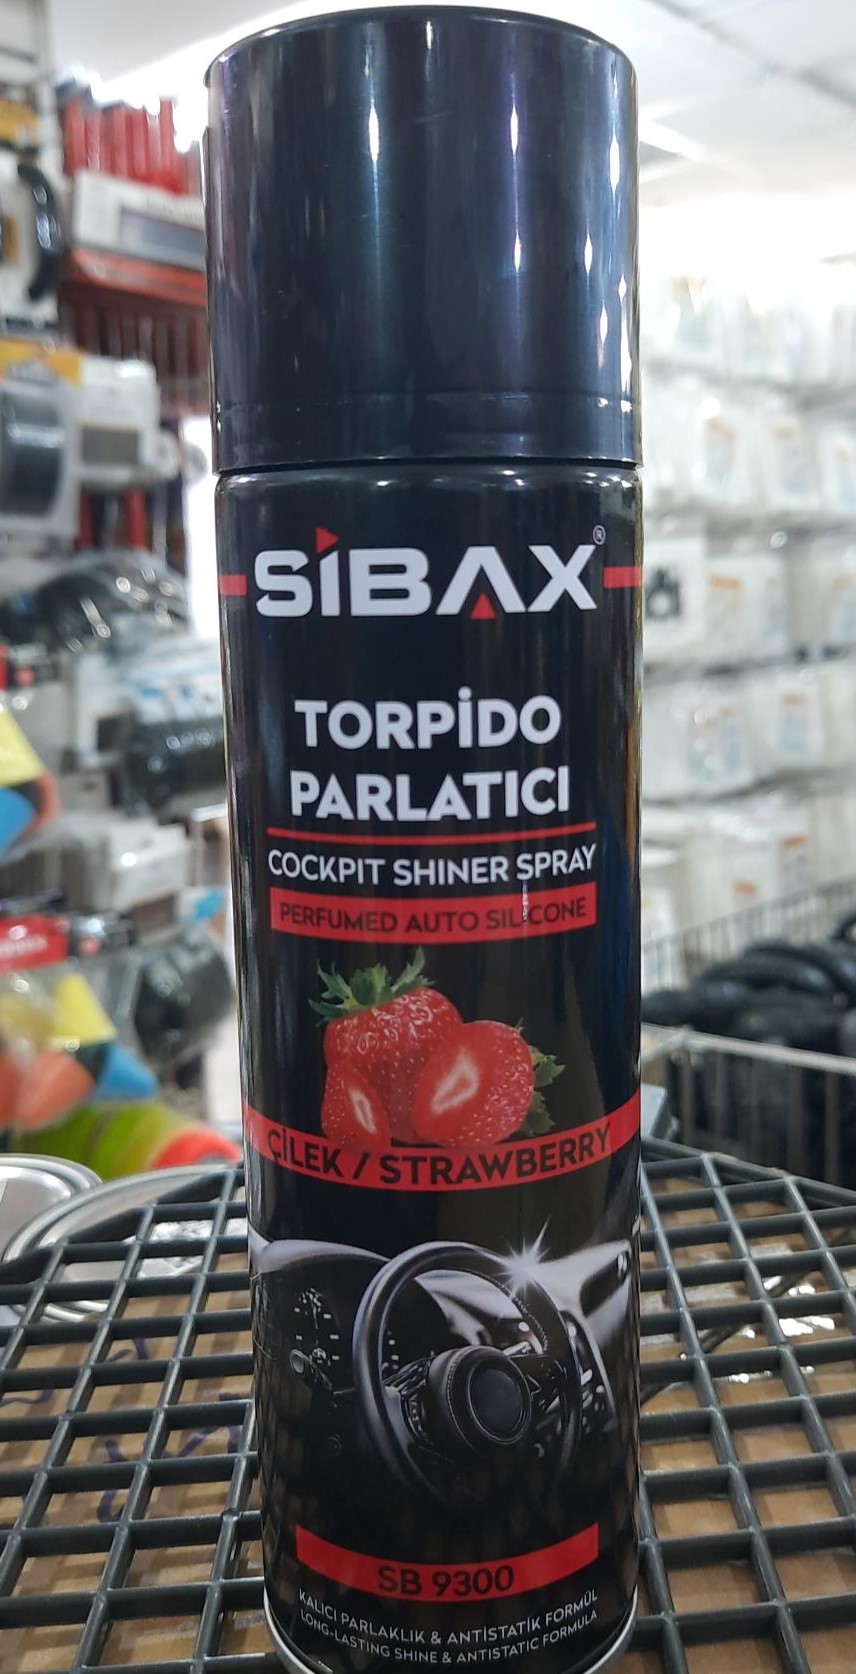 SİBAX®
TORPİDO
PARLATICI
COCKPIT SHINER SPRAY
PERFUMED AUTO SILICONE
ÇİLEK / STRAWBERRY
SB 9300
KALICI PARLAKLIK & ANTİSTATİK FORMÜL
LONG-LASTING SHINE & ANTISTATIC FORMULA